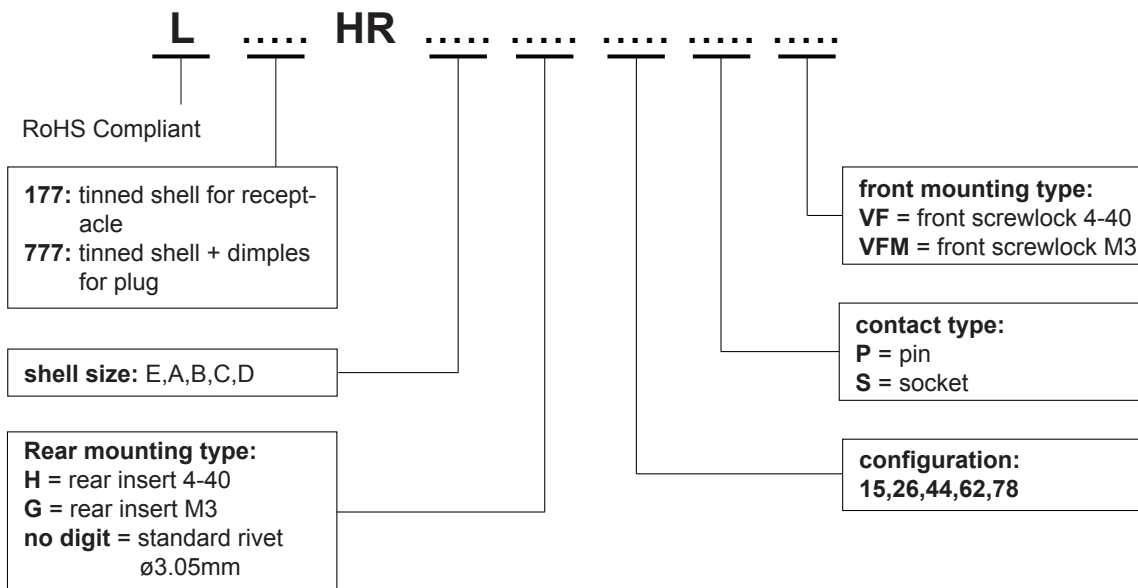 L ..... HR ..... ..... ..... ..... .....
RoHS Compliant
177: tinned shell for recept-
acle
777: tinned shell + dimples
for plug
shell size: E,A,B,C,D
Rear mounting type:
H = rear insert 4-40
G = rear insert M3
no digit = standard rivet
ø3.05mm
front mounting type:
VF = front screwlock 4-40
VFM = front screwlock M3
contact type:
P = pin
S = socket
configuration:
15,26,44,62,78